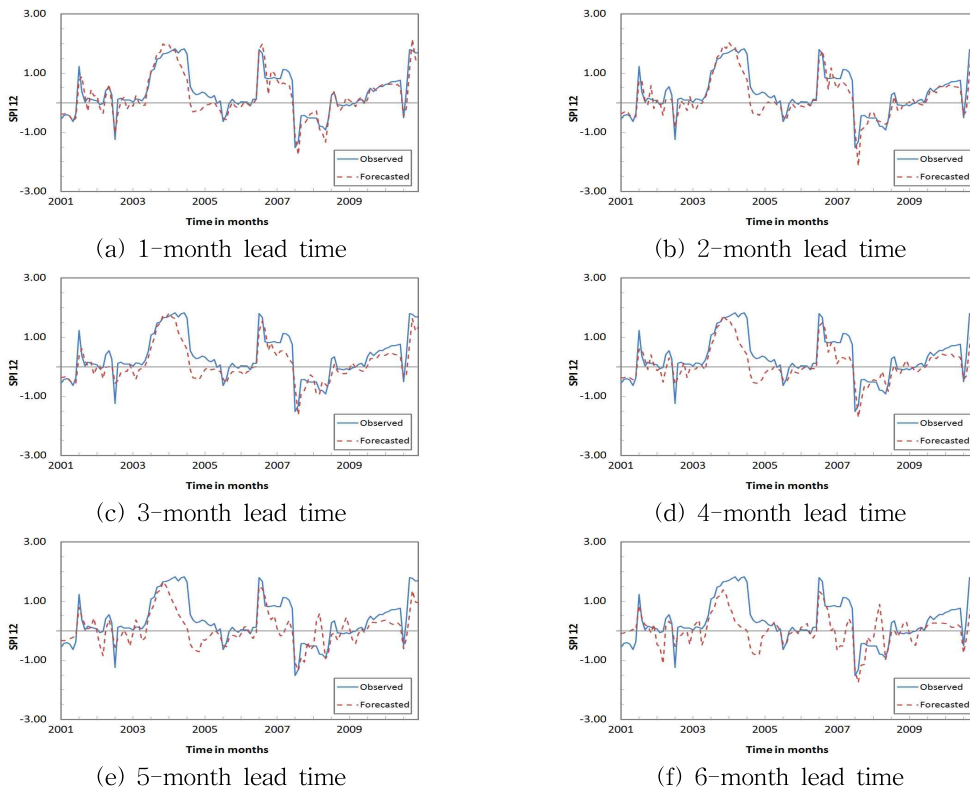 3.00
1.00
-1.00
-3.00
SPI 12
2001 2003 2005 2007 2009
Time in months
Observed
Forecasted
(a) 1-month lead time
3.00
1.00
-1.00
-3.00
SPI 12
2001 2003 2005 2007 2009
Time in months
Observed
Forecasted
(b) 2-month lead time
3.00
1.00
-1.00
-3.00
SPI 12
2001 2003 2005 2007 2009
Time in months
Observed
Forecasted
(c) 3-month lead time
3.00
1.00
-1.00
-3.00
SPI 12
2001 2003 2005 2007 2009
Time in months
Observed
Forecasted
(d) 4-month lead time
3.00
1.00
-1.00
-3.00
SPI 12
2001 2003 2005 2007 2009
Time in months
Observed
Forecasted
(e) 5-month lead time
3.00
1.00
-1.00
-3.00
SPI 12
2001 2003 2005 2007 2009
Time in months
Observed
Forecasted
(f) 6-month lead time